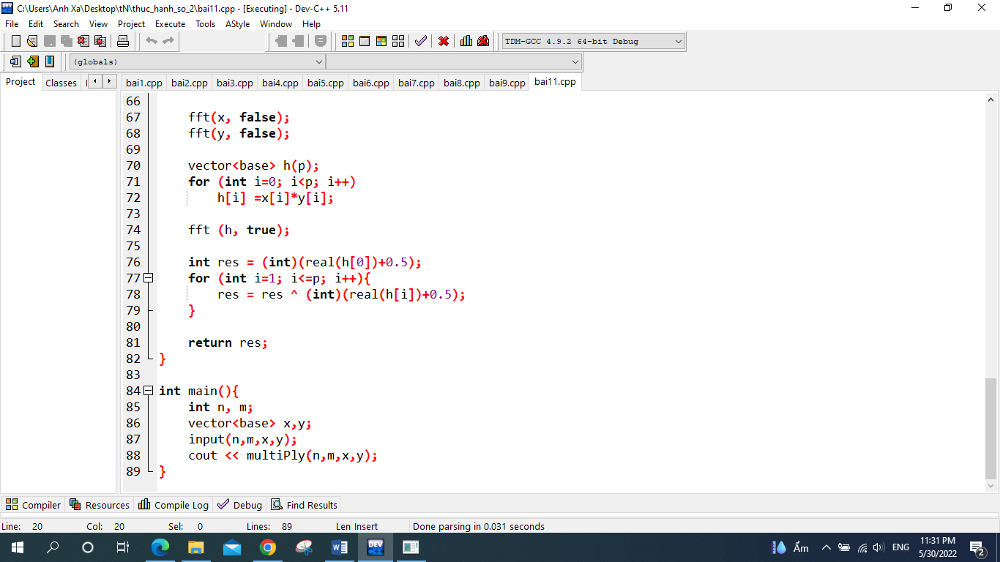 C:\Users\Anh Xa\Desktop\tN\thuc_hanh_so_2\bai11.cpp - [Executing] - Dev-C++ 5.11
File Edit Search View Project Execute Tools AStyle Window Help
TDM-GCC 4.9.2 64-bit Debug
(globals)
Project Classes bai1.cpp bai2.cpp bai3.cpp bai4.cpp bai5.cpp bai6.cpp bai7.cpp bai8.cpp bai9.cpp bai11.cpp
66
67 fft(x, false);
68 fft(y, false);
69
70 vector<base> h(p);
71 for (int i=0; i<p; i++)
72 h[i] =x[i]*y[i];
73
74 fft (h, true);
75
76 int res = (int)(real(h[0])+0.5);
77 for (int i=1; i<=p; i++){
78 res = res ^ (int)(real(h[i])+0.5);
79 }
80
81 return res;
82 }
83
84 int main(){
85 int n, m;
86 vector<base> x,y;
87 input(n,m,x,y);
88 cout << multiPly(n,m,x,y);
89 }
Compiler Resources Compile Log Debug Find Results
Line: 20 Col: 20 Sel: 0 Lines: 89 Len Insert Done parsing in 0.031 seconds
DEV Ẩm ENG 11:31 PM
5/30/2022 2